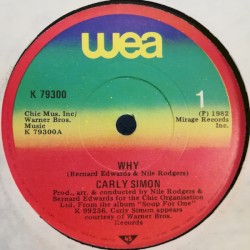 wea
K 79300
1
Chic Mus. Inc/
Warner Bros.
Music
K 79300A
(P) 1982
Mirage Records
Inc.
WHY
(Bernard Edwards & Nile Rodgers)
CARLY SIMON
Prod., arr. & conducted by Nile Rodgers &
Bernard Edwards for the Chic Organisation
Ltd. From the album "Soup For One"
K 99236. Carly Simon appears
courtesy of Warner Bros.
Records